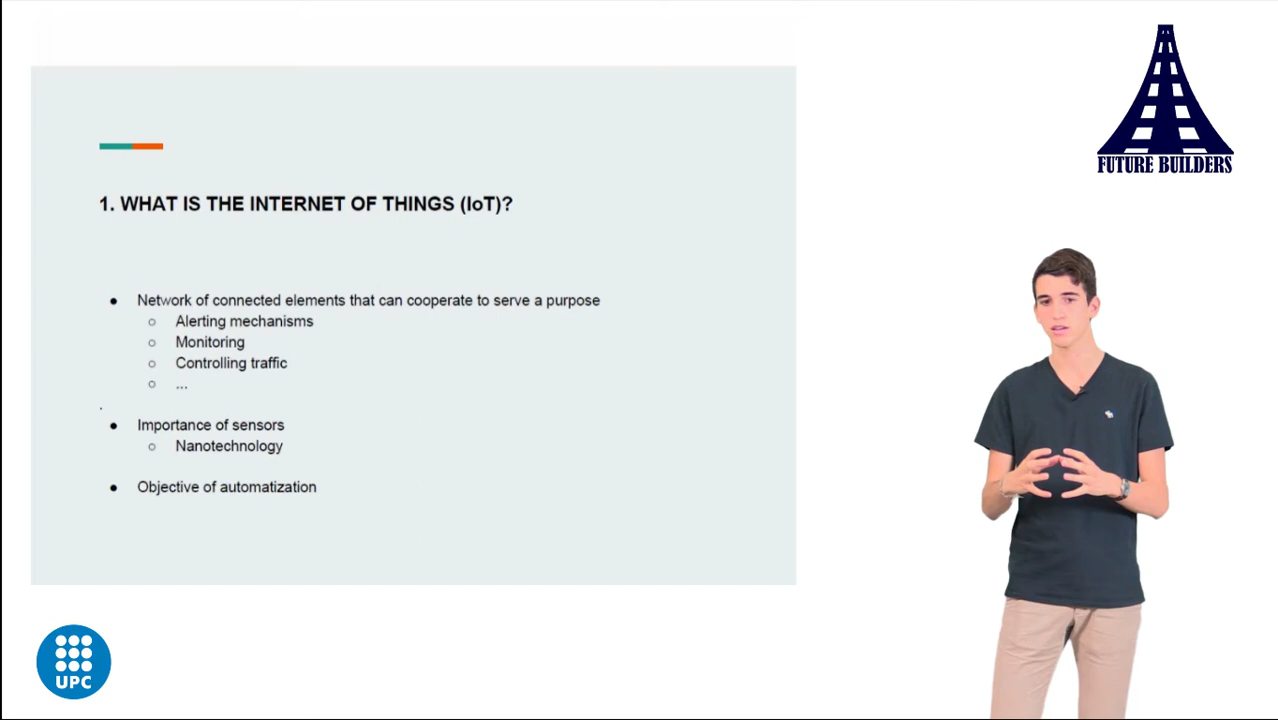 FUTURE BUILDERS
1. WHAT IS THE INTERNET OF THINGS (IoT)?
● Network of connected elements that can cooperate to serve a purpose
○ Alerting mechanisms
○ Monitoring
○ Controlling traffic
○ ...
.
● Importance of sensors
○ Nanotechnology
● Objective of automatization
UPC